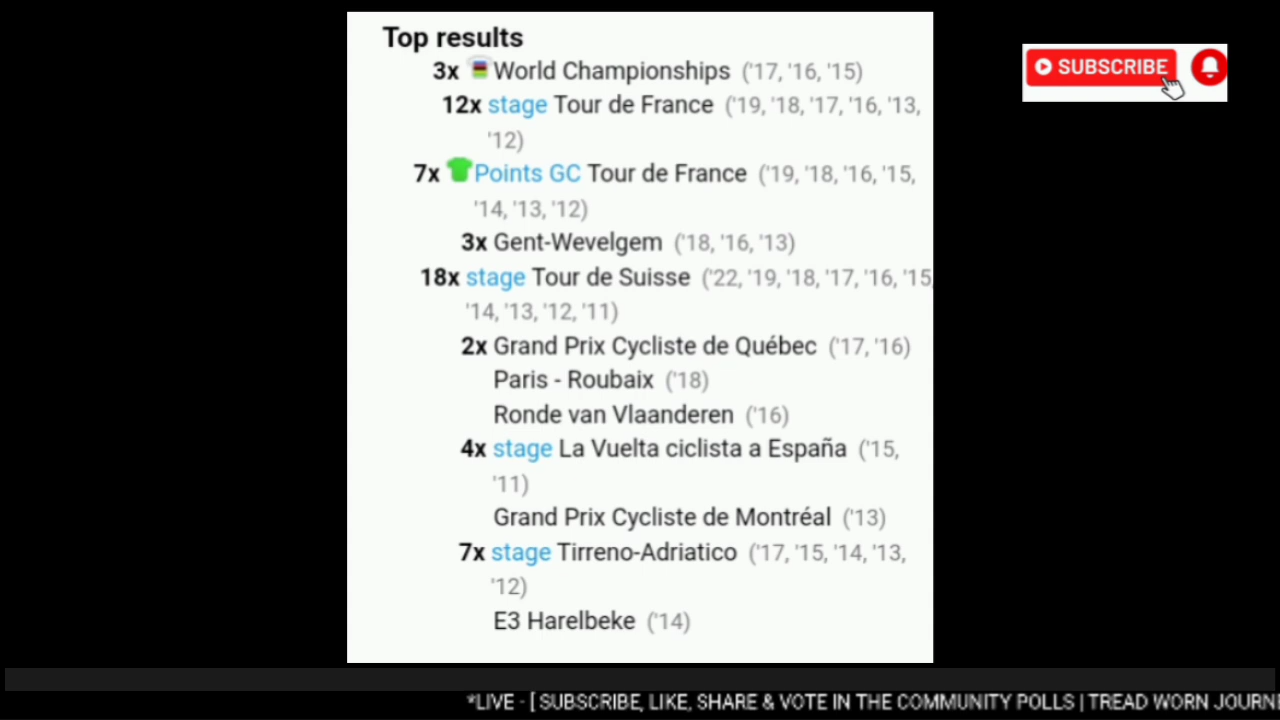 Top results
SUBSCRIBE
3x World Championships ('17, '16, '15)
12x stage Tour de France ('19, '18, '17, '16, '13,
'12)
7x Points GC Tour de France ('19, '18, '16, '15,
'14, '13, '12)
3x Gent-Wevelgem ('18, '16, '13)
18x stage Tour de Suisse ('22, '19, '18, '17, '16, '15,
'14, '13, '12, '11)
2x Grand Prix Cycliste de Québec ('17, '16)
Paris - Roubaix ('18)
Ronde van Vlaanderen ('16)
4x stage La Vuelta ciclista a España ('15,
'11)
Grand Prix Cycliste de Montréal ('13)
7x stage Tirreno-Adriatico ('17, '15, '14, '13,
'12)
E3 Harelbeke ('14)
*LIVE - [ SUBSCRIBE, LIKE, SHARE & VOTE IN THE COMMUNITY POLLS | TREAD WORN JOURN